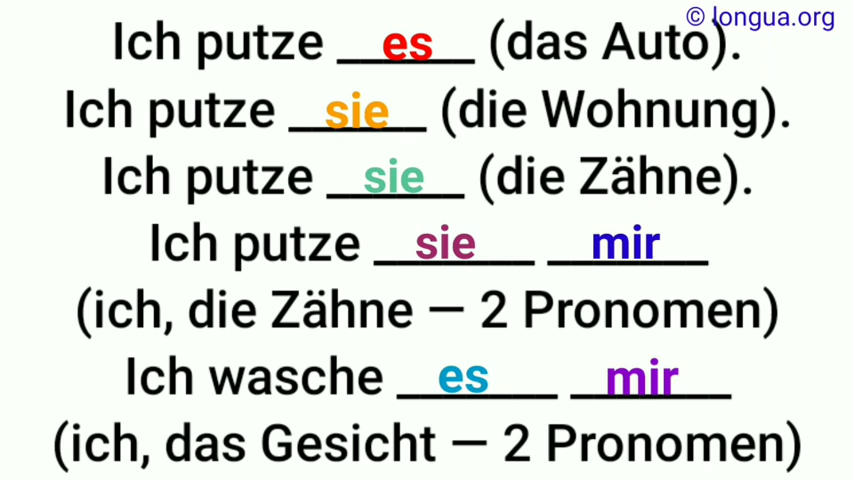 © longua.org
Ich putze es (das Auto).
Ich putze sie (die Wohnung).
Ich putze sie (die Zähne).
Ich putze sie mir
(ich, die Zähne — 2 Pronomen)
Ich wasche es mir
(ich, das Gesicht — 2 Pronomen)